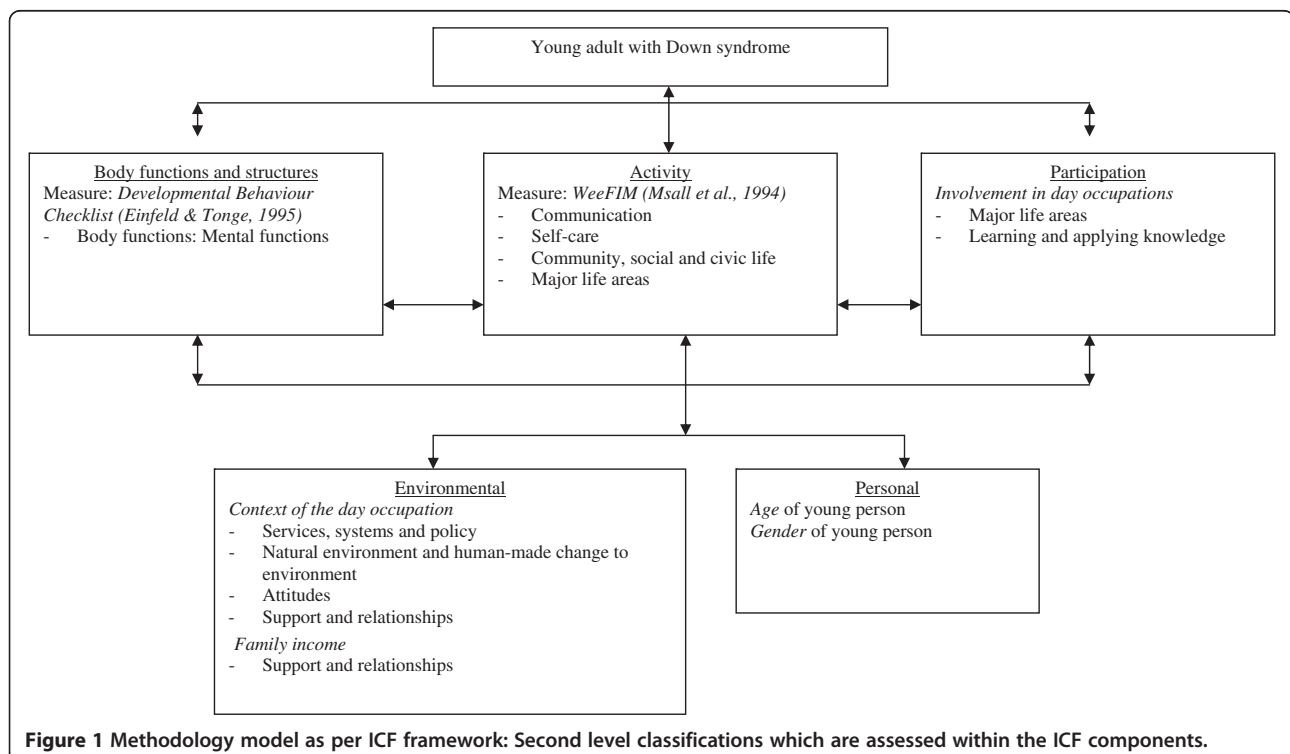 Young adult with Down syndrome
Body functions and structures
Measure: Developmental Behaviour
Checklist (Einfeld & Tonge, 1995)
- Body functions: Mental functions
Activity
Measure: WeeFIM (Msall et al., 1994)
- Communication
- Self-care
- Community, social and civic life
- Major life areas
Participation
Involvement in day occupations
- Major life areas
- Learning and applying knowledge
Environmental
Context of the day occupation
- Services, systems and policy
- Natural environment and human-made change to
environment
- Attitudes
- Support and relationships
Family income
- Support and relationships
Personal
Age of young person
Gender of young person
Figure 1 Methodology model as per ICF framework: Second level classifications which are assessed within the ICF components.